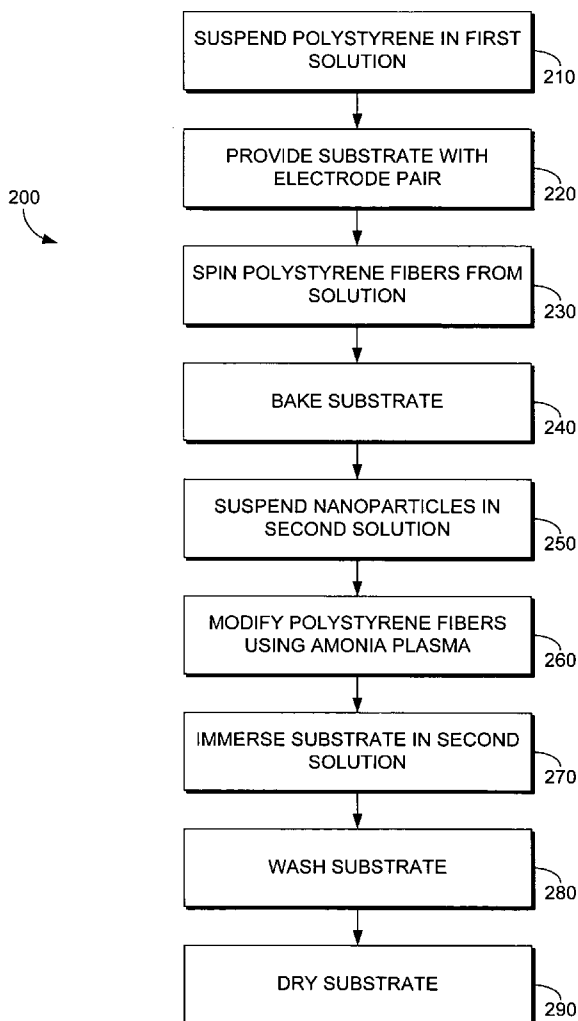 SUSPEND POLYSTYRENE IN FIRST
SOLUTION
210
PROVIDE SUBSTRATE WITH
ELECTRODE PAIR
220
200
SPIN POLYSTYRENE FIBERS FROM
SOLUTION
230
BAKE SUBSTRATE
240
SUSPEND NANOPARTICLES IN
SECOND SOLUTION
250
MODIFY POLYSTYRENE FIBERS
USING AMONIA PLASMA
260
IMMERSE SUBSTRATE IN SECOND
SOLUTION
270
WASH SUBSTRATE
280
DRY SUBSTRATE
290